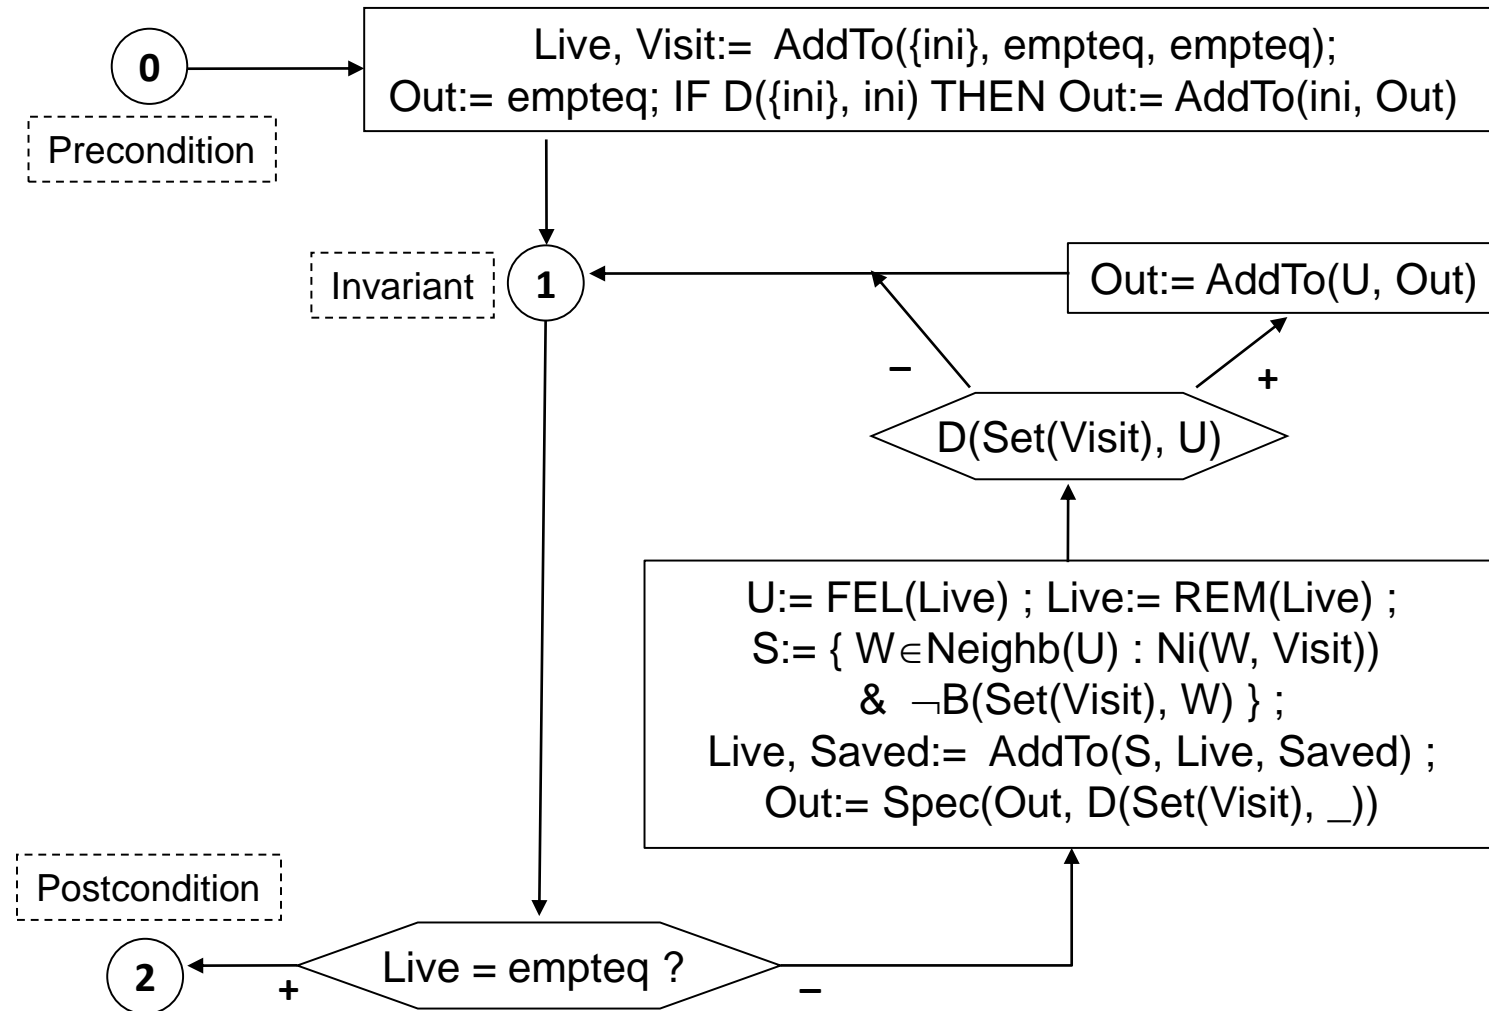 0
Live, Visit:= AddTo({ini}, empteq, empteq);
Out:= empteq; IF D({ini}, ini) THEN Out:= AddTo(ini, Out)
Precondition
Invariant
1
Out:= AddTo(U, Out)
–
+
D(Set(Visit), U)
U:= FEL(Live) ; Live:= REM(Live) ;
S:= { W∈Neighb(U) : Ni(W, Visit))
& ¬B(Set(Visit), W) } ;
Live, Saved:= AddTo(S, Live, Saved) ;
Out:= Spec(Out, D(Set(Visit), _))
Postcondition
2
+
Live = empteq ?
–